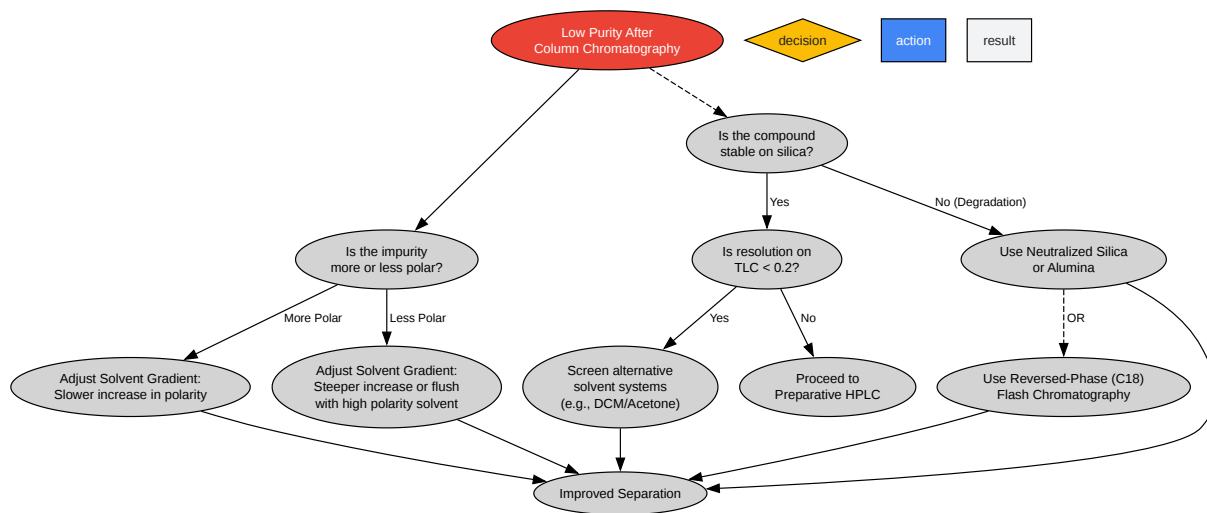 Low Purity After
Column Chromatography
decision
action
result
Is the compound
stable on silica?
Yes
No (Degradation)
Is the impurity
more or less polar?
Is resolution on
TLC < 0.2?
Use Neutralized Silica
or Alumina
More Polar
Less Polar
Yes
No
OR
Adjust Solvent Gradient:
Slower increase in polarity
Adjust Solvent Gradient:
Steeper increase or flush
with high polarity solvent
Screen alternative
solvent systems
(e.g., DCM/Acetone)
Proceed to
Preparative HPLC
Use Reversed-Phase (C18)
Flash Chromatography
Improved Separation